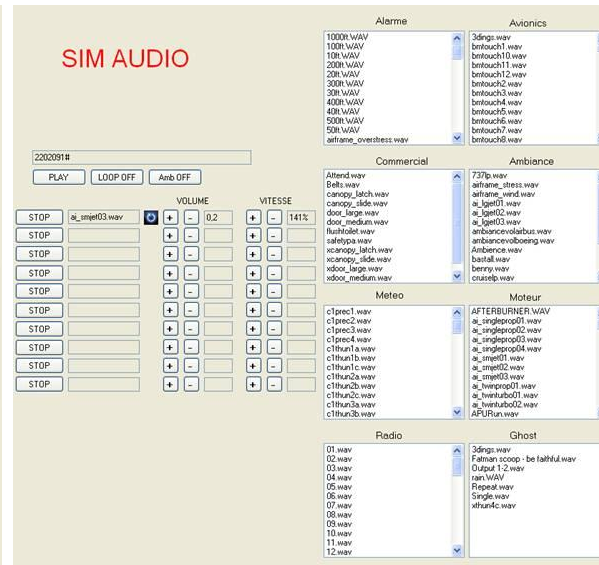 SIM AUDIO
2202091#
PLAY LOOP OFF Amb OFF
VOLUME VITESSE
STOP ai_smjet03.wav + - 0,2 + - 141%
STOP + - + -
STOP + - + -
STOP + - + -
STOP + - + -
STOP + - + -
STOP + - + -
STOP + - + -
STOP + - + -
STOP + - + -
Alarme
1000ft.WAV
100ft.WAV
10ft.WAV
200ft.WAV
20ft.WAV
300ft.WAV
30ft.WAV
400ft.WAV
40ft.WAV
500ft.WAV
50ft.WAV
airframe_overstress.wav
Avionics
3dings.wav
bmtouch1.wav
bmtouch10.wav
bmtouch11.wav
bmtouch12.wav
bmtouch2.wav
bmtouch3.wav
bmtouch4.wav
bmtouch5.wav
bmtouch6.wav
bmtouch7.wav
bmtouch8.wav
Commercial
Attend.wav
Belts.wav
canopy_latch.wav
canopy_slide.wav
door_large.wav
door_medium.wav
flushtoilet.wav
safetypa.wav
xcanopy_latch.wav
xcanopy_slide.wav
xdoor_large.wav
xdoor_medium.wav
Ambiance
737lp.wav
airframe_stress.wav
airframe_wind.wav
ai_lgjet01.wav
ai_lgjet02.wav
ai_lgjet03.wav
ambiancevolairbus.wav
ambiancevolboeing.wav
Ambience.wav
bastall.wav
benny.wav
cruiselp.wav
Meteo
c1prec1.wav
c1prec2.wav
c1prec3.wav
c1prec4.wav
c1thun1a.wav
c1thun1b.wav
c1thun1c.wav
c1thun2a.wav
c1thun2b.wav
c1thun2c.wav
c1thun3a.wav
c1thun3b.wav
Moteur
AFTERBURNER.WAV
ai_singleprop01.wav
ai_singleprop02.wav
ai_singleprop03.wav
ai_singleprop04.wav
ai_smjet01.wav
ai_smjet02.wav
ai_smjet03.wav
ai_twinprop01.wav
ai_twinturbo01.wav
ai_twinturbo02.wav
APURun.wav
Radio
01.wav
02.wav
03.wav
04.wav
05.wav
06.wav
07.wav
08.wav
09.wav
10.wav
11.wav
12.wav
Ghost
3dings.wav
Fatman scoop - be faithful.wav
Output 1-2.wav
rain.WAV
Repeat.wav
Single.wav
xthun4c.wav